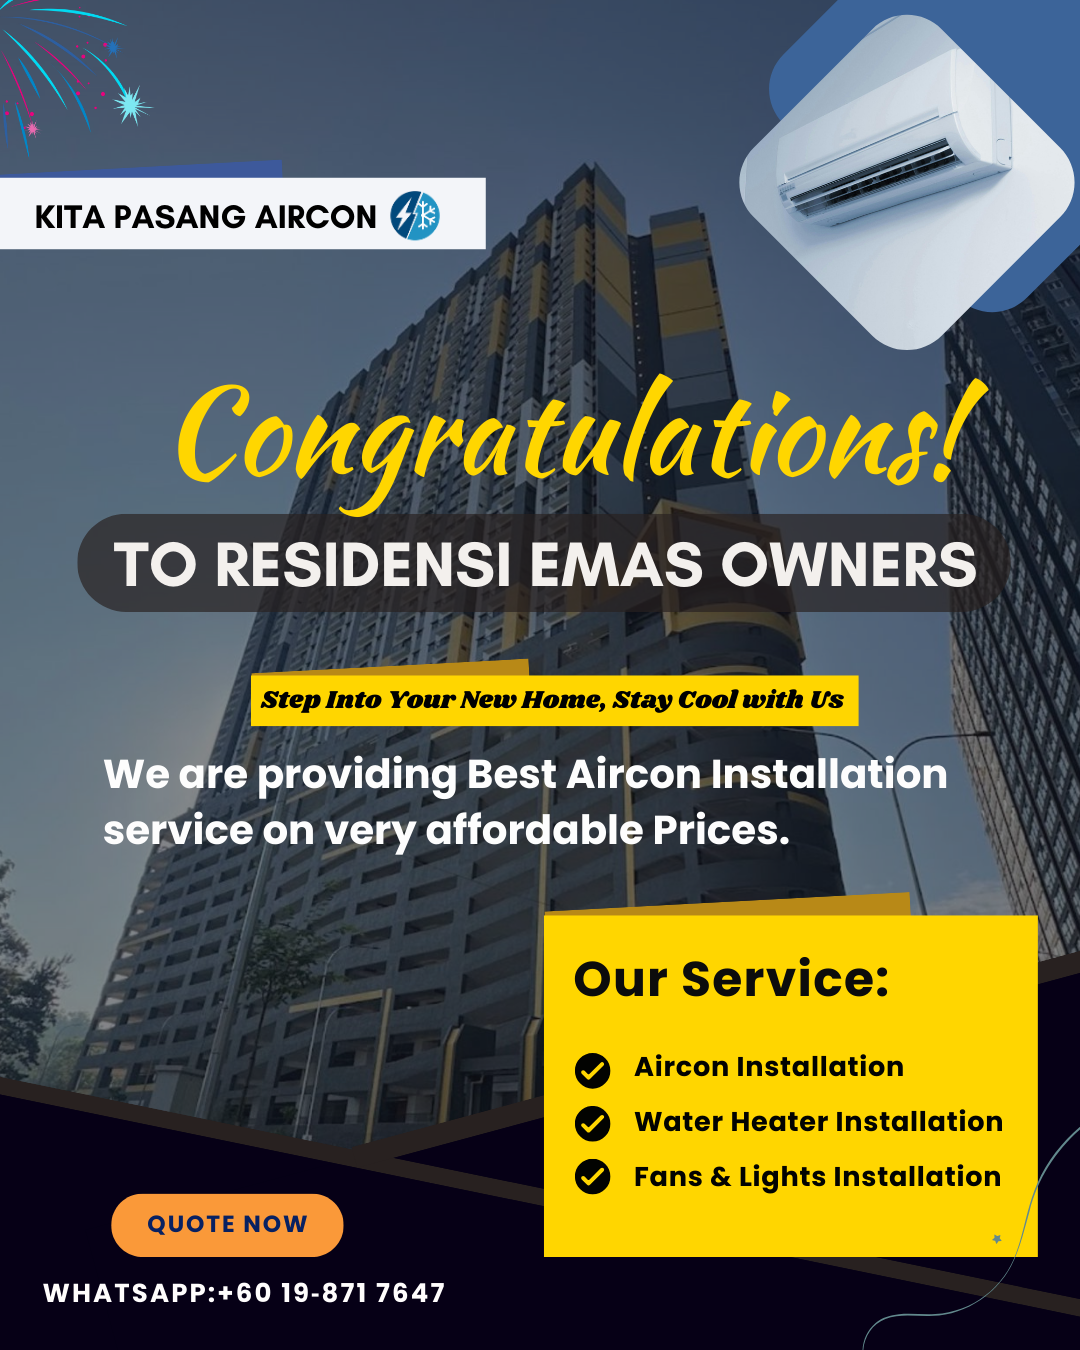 KITA PASANG AIRCON
Congratulations!
TO RESIDENSI EMAS OWNERS
Step Into Your New Home, Stay Cool with Us
We are providing Best Aircon Installation
service on very affordable Prices.
Our Service:
Aircon Installation
Water Heater Installation
Fans & Lights Installation
QUOTE NOW
WHATSAPP:+60 19-871 7647